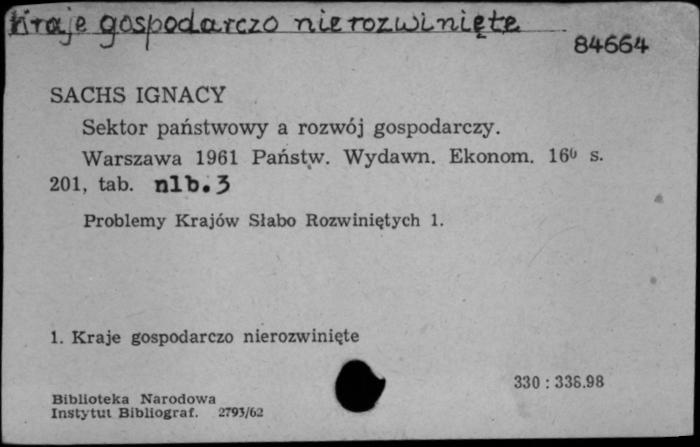 Kraje gospodarczo nierozwinięte
84664
SACHS IGNACY
Sektor państwowy a rozwój gospodarczy.
Warszawa 1961 Państw. Wydawn. Ekonom. 16⁰ s.
201, tab. nlb. 3
Problemy Krajów Słabo Rozwiniętych 1.
1. Kraje gospodarczo nierozwinięte
330 : 338.98
Biblioteka Narodowa
Instytut Bibliograf. 2793/62